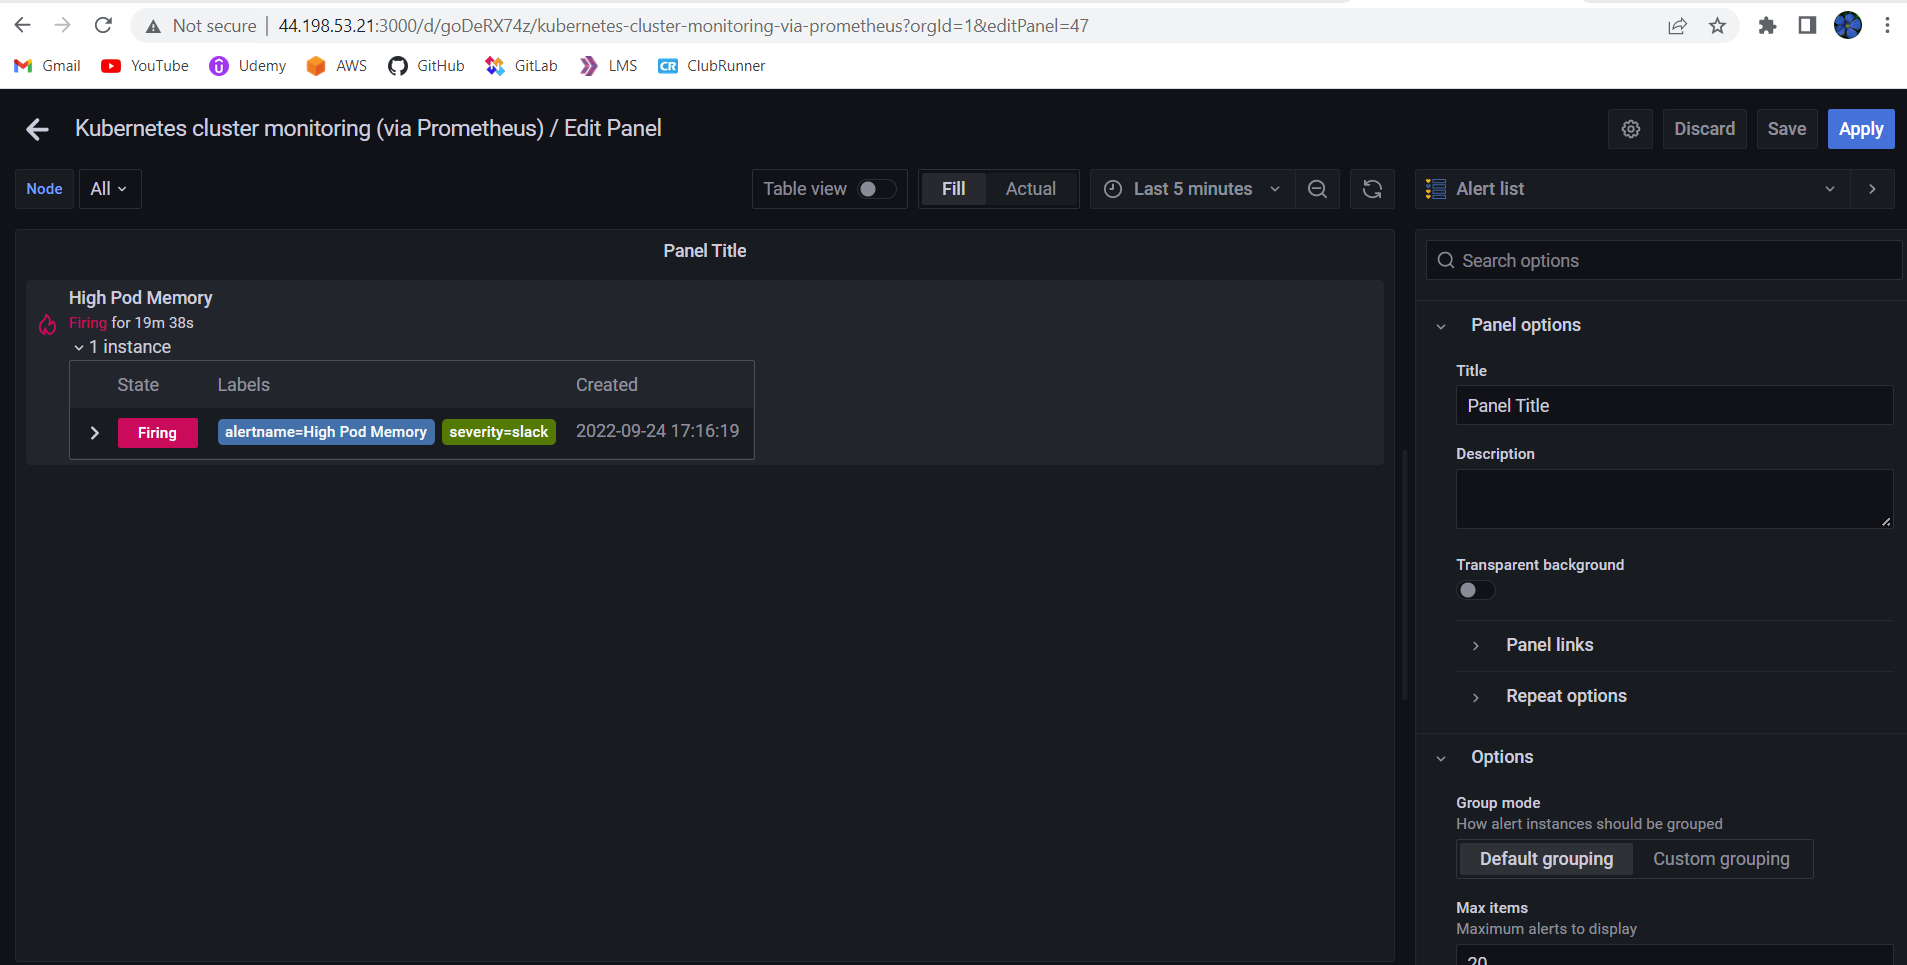 Not secure | 44.198.53.21:3000/d/goDeRX74z/kubernetes-cluster-monitoring-via-prometheus?orgId=1&editPanel=47
Gmail YouTube Udemy AWS GitHub GitLab LMS CR ClubRunner
Kubernetes cluster monitoring (via Prometheus) / Edit Panel
Discard Save Apply
Node All Table view Fill Actual Last 5 minutes Alert list
Panel Title
High Pod Memory
Firing for 19m 38s
1 instance
State Labels Created
Firing alertname=High Pod Memory severity=slack 2022-09-24 17:16:19
Search options
Panel options
Title
Panel Title
Description
Transparent background
Panel links
Repeat options
Options
Group mode
How alert instances should be grouped
Default grouping Custom grouping
Max items
Maximum alerts to display
20